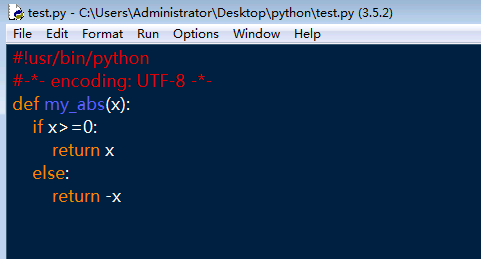 test.py - C:\Users\Administrator\Desktop\python\test.py (3.5.2)
File Edit Format Run Options Window Help
#!usr/bin/python
#-*- encoding: UTF-8 -*-
def my_abs(x):
    if x>=0:
        return x
    else:
        return -x